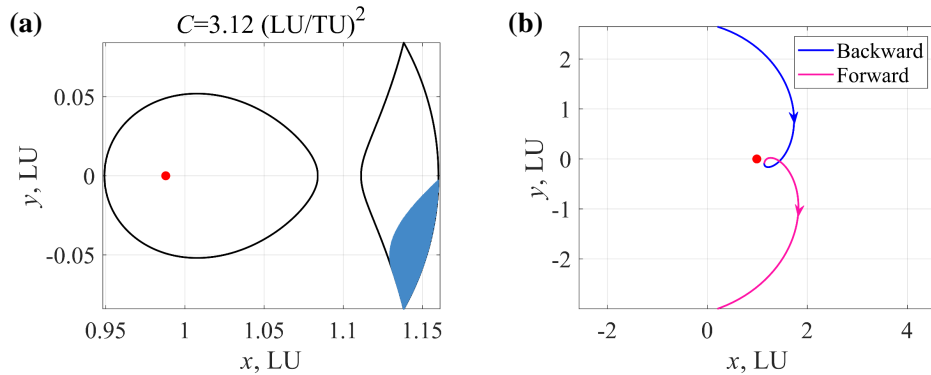 (a)
C=3.12 (LU/TU)²
0.05
0
-0.05
y, LU
0.95
1
1.05
1.1
1.15
x, LU
(b)
Backward
Forward
2
1
0
-1
-2
y, LU
-2
0
2
4
x, LU